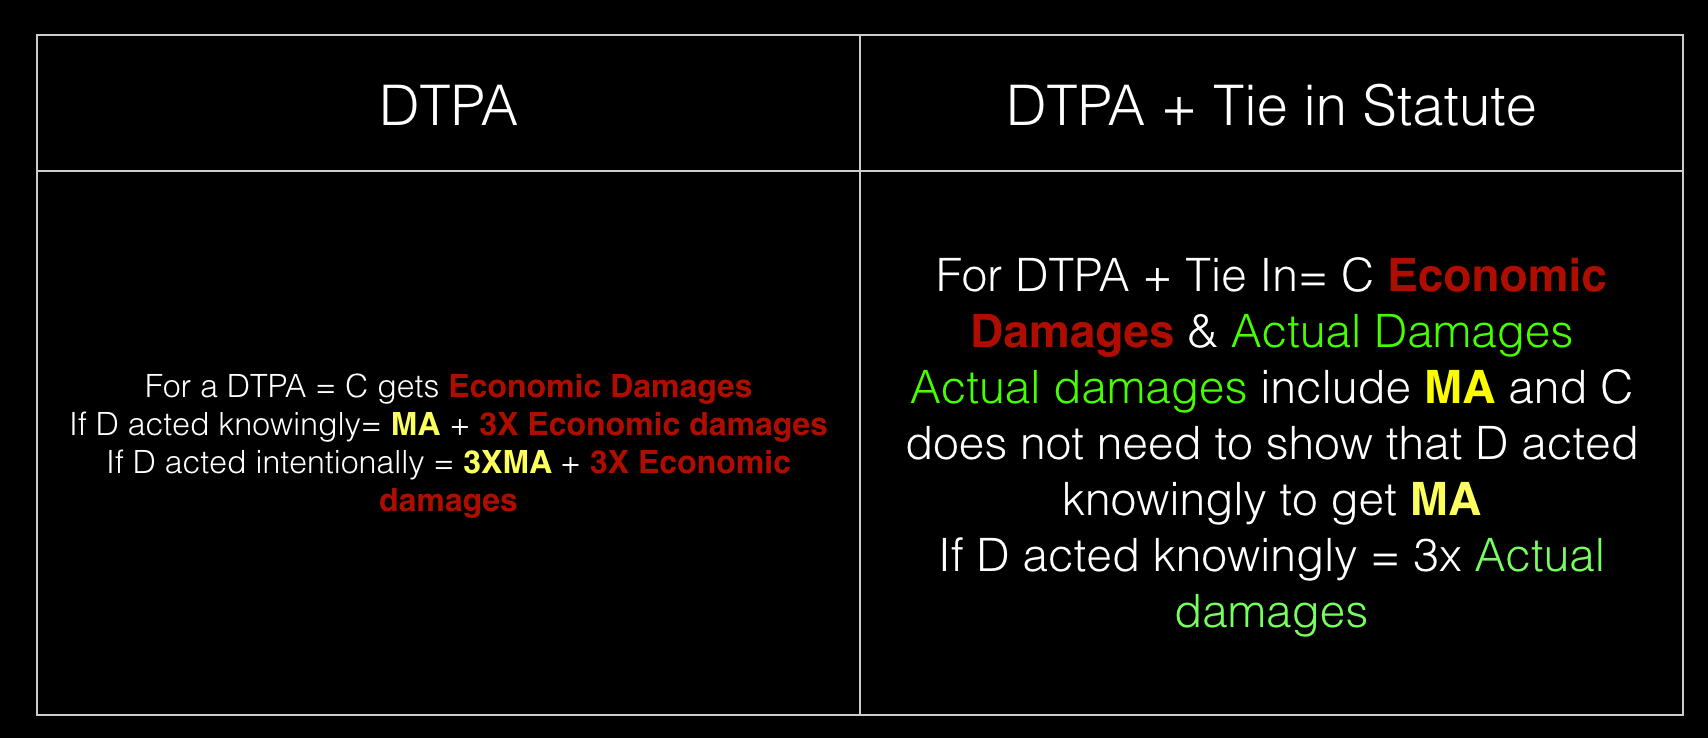 DTPA
DTPA + Tie in Statute
For a DTPA = C gets Economic Damages
If D acted knowingly= MA + 3X Economic damages
If D acted intentionally = 3XMA + 3X Economic
damages
For DTPA + Tie In= C Economic
Damages & Actual Damages
Actual damages include MA and C
does not need to show that D acted
knowingly to get MA
If D acted knowingly = 3x Actual
damages